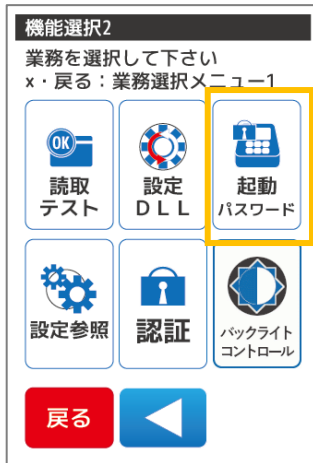 機能選択2
業務を選択して下さい
x・戻る：業務選択メニュー1
OK
読取
テスト
設定
DLL
起動
パスワード
設定参照
認証
バックライト
コントロール
戻る